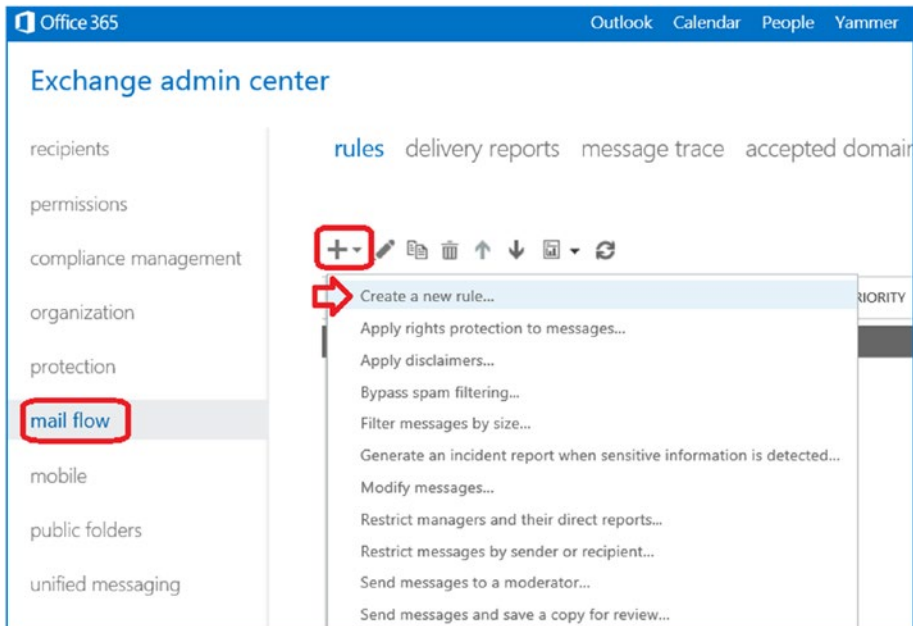 Office 365
Outlook Calendar People Yammer
Exchange admin center
recipients
permissions
compliance management
organization
protection
mail flow
mobile
public folders
unified messaging
rules delivery reports message trace accepted domain
RIORITY
Create a new rule...
Apply rights protection to messages...
Apply disclaimers...
Bypass spam filtering...
Filter messages by size...
Generate an incident report when sensitive information is detected...
Modify messages...
Restrict managers and their direct reports...
Restrict messages by sender or recipient...
Send messages to a moderator...
Send messages and save a copy for review...